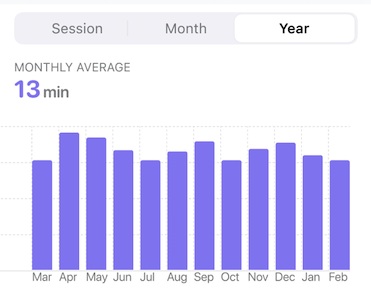 Session Month Year
MONTHLY AVERAGE
13 min
Mar Apr May Jun Jul Aug Sep Oct Nov Dec Jan Feb